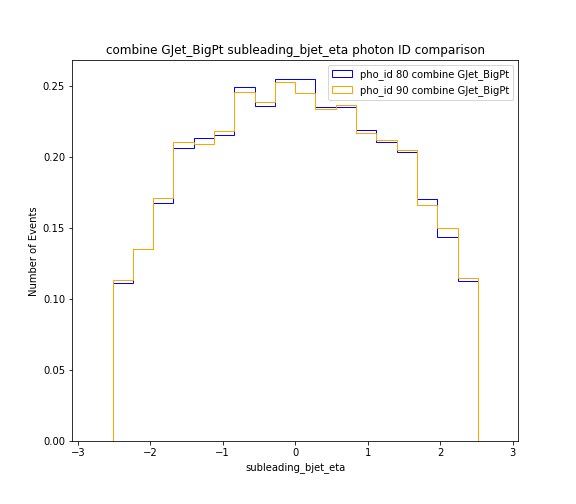 combine GJet_BigPt subleading_bjet_eta photon ID comparison
pho_id 80 combine GJet_BigPt
pho_id 90 combine GJet_BigPt
Number of Events
0.25
0.20
0.15
0.10
0.05
0.00
−3
−2
−1
0
1
2
3
subleading_bjet_eta